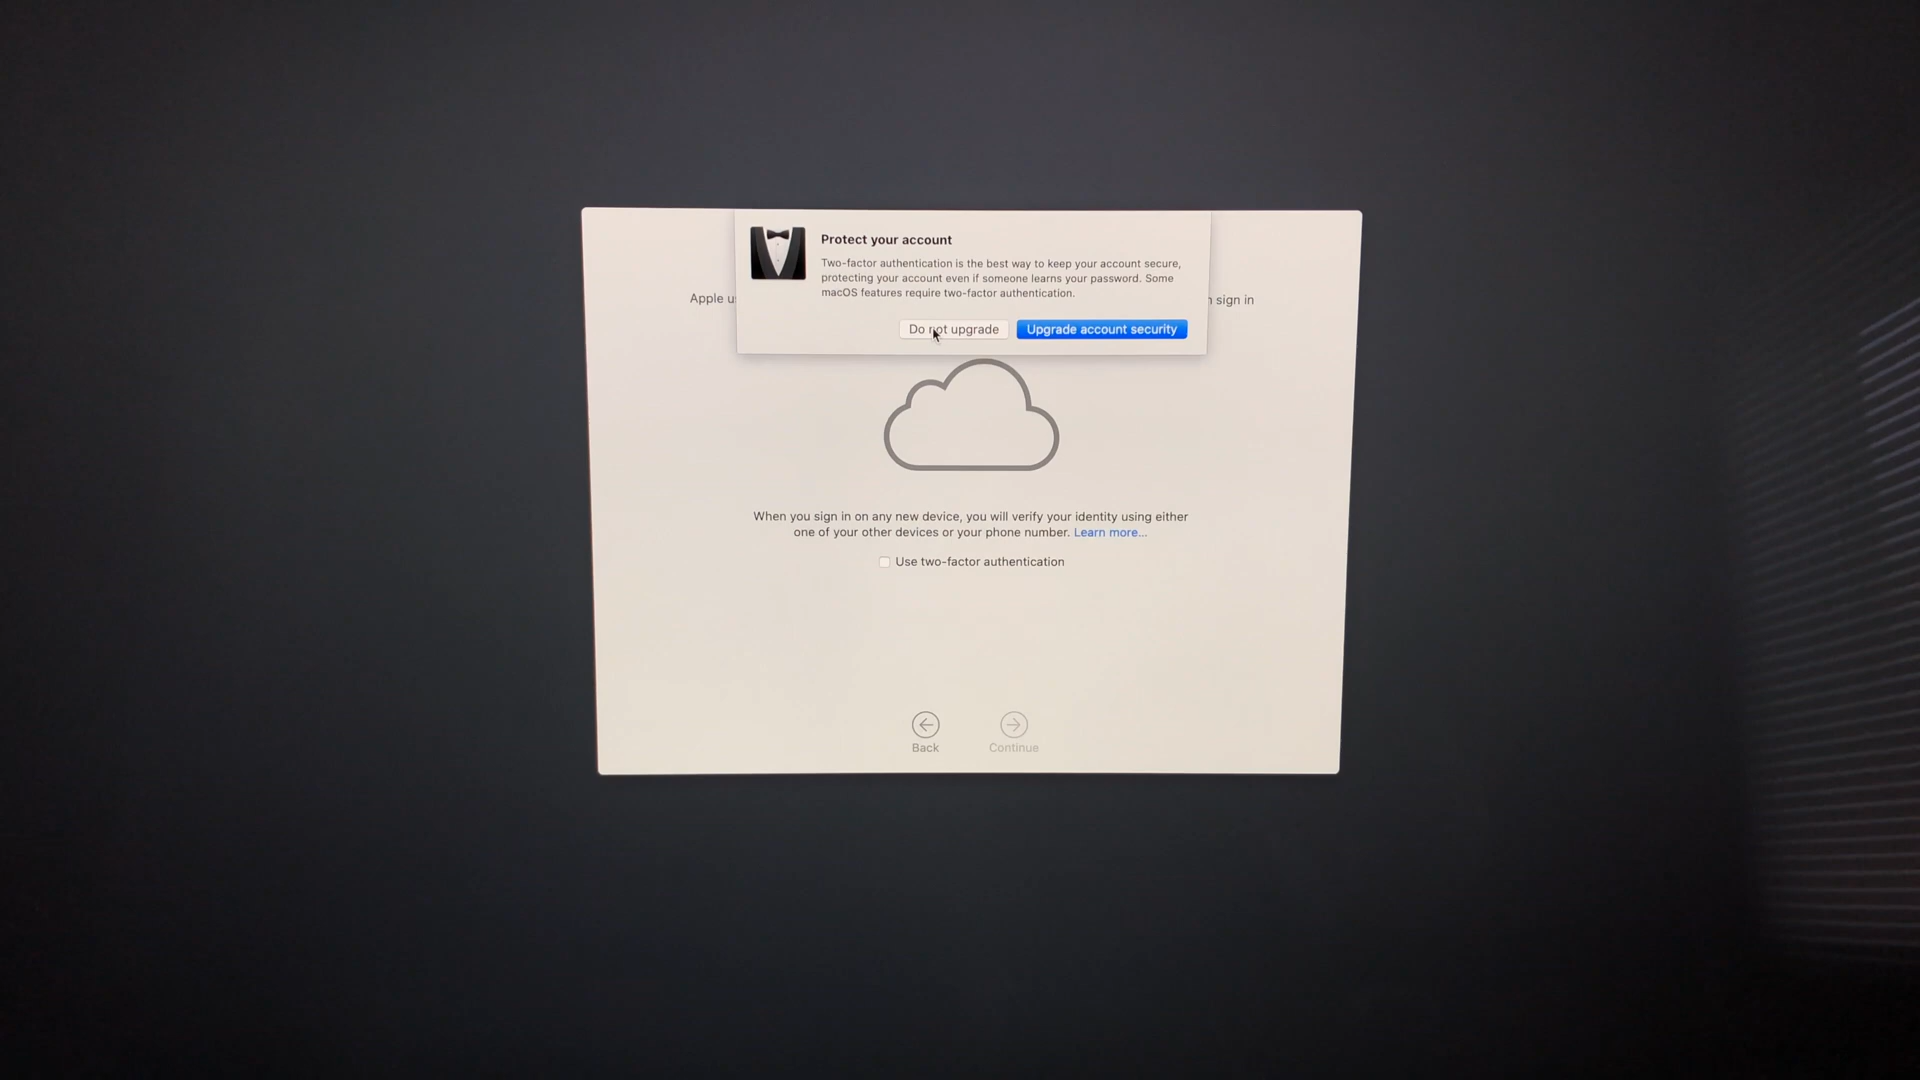 Protect your account
Two-factor authentication is the best way to keep your account secure,
protecting your account even if someone learns your password. Some
macOS features require two-factor authentication.
Apple
sign in
Do not upgrade
Upgrade account security
When you sign in on any new device, you will verify your identity using either
one of your other devices or your phone number. Learn more...
Use two-factor authentication
Back
Continue